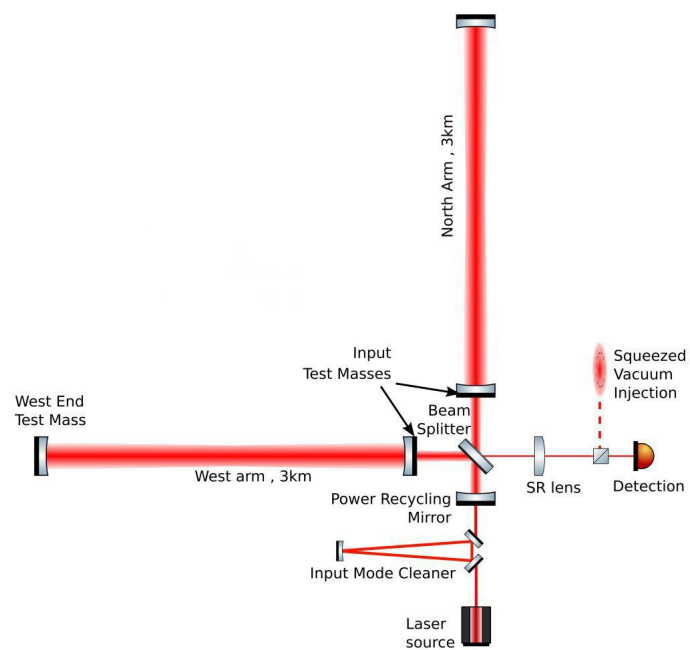 North Arm , 3km
Input
Test Masses
Squeezed
Vacuum
Injection
West End
Test Mass
Beam
Splitter
West arm , 3km
SR lens
Detection
Power Recycling
Mirror
Input Mode Cleaner
Laser
source